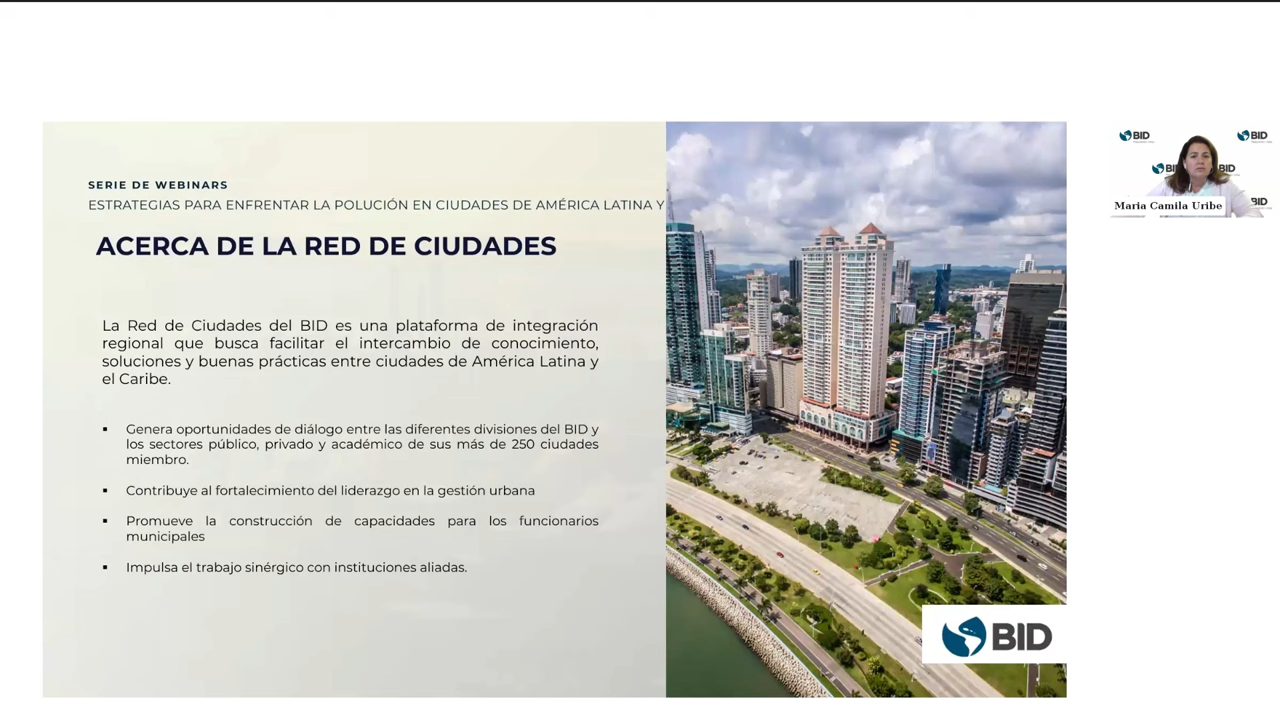 SERIE DE WEBINARS
ESTRATEGIAS PARA ENFRENTAR LA POLUCIÓN EN CIUDADES DE AMÉRICA LATINA Y
ACERCA DE LA RED DE CIUDADES
La Red de Ciudades del BID es una plataforma de integración
regional que busca facilitar el intercambio de conocimiento,
soluciones y buenas prácticas entre ciudades de América Latina y
el Caribe.
▪ Genera oportunidades de diálogo entre las diferentes divisiones del BID y
los sectores público, privado y académico de sus más de 250 ciudades
miembro.
▪ Contribuye al fortalecimiento del liderazgo en la gestión urbana
▪ Promueve la construcción de capacidades para los funcionarios
municipales
▪ Impulsa el trabajo sinérgico con instituciones aliadas.
BID
BID
BID
BID
BID
Maria Camila Uribe